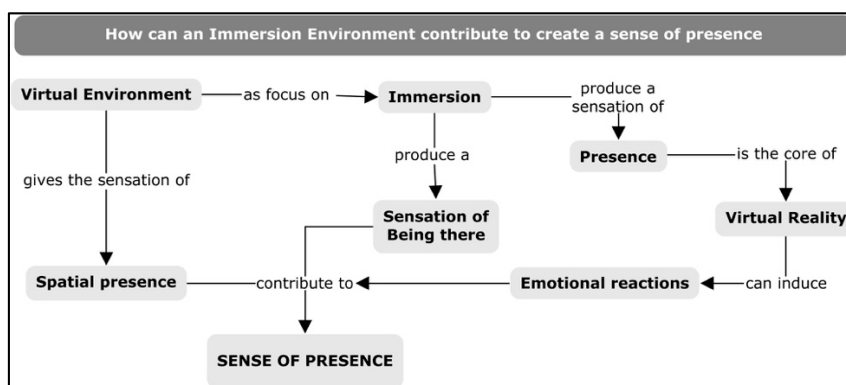 How can an Immersion Environment contribute to create a sense of presence
Virtual Environment
as focus on
Immersion
produce a
sensation of
Presence
is the core of
produce a
gives the sensation of
Sensation of
Being there
Virtual Reality
Spatial presence
contribute to
Emotional reactions
can induce
SENSE OF PRESENCE